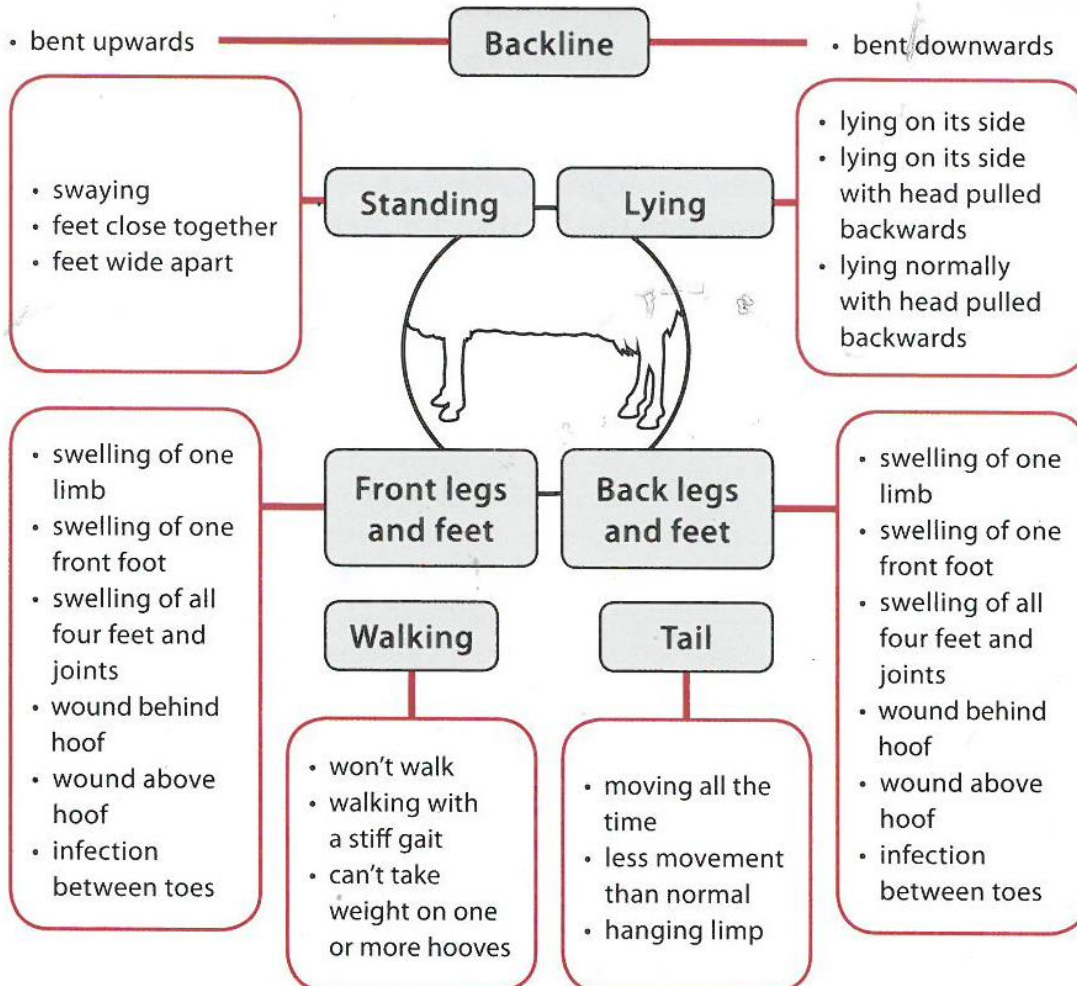 • bent upwards
Backline
• bent downwards
• swaying
• feet close together
• feet wide apart
Standing
Lying
• lying on its side
• lying on its side
with head pulled
backwards
• lying normally
with head pulled
backwards
• swelling of one
limb
• swelling of one
front foot
• swelling of all
four feet and
joints
• wound behind
hoof
• wound above
hoof
• infection
between toes
Front legs
and feet
Back legs
and feet
• swelling of one
limb
• swelling of one
front foot
• swelling of all
four feet and
joints
• wound behind
hoof
• wound above
hoof
• infection
between toes
Walking
Tail
• won't walk
• walking with
a stiff gait
• can't take
weight on one
or more hooves
• moving all the
time
• less movement
than normal
• hanging limp